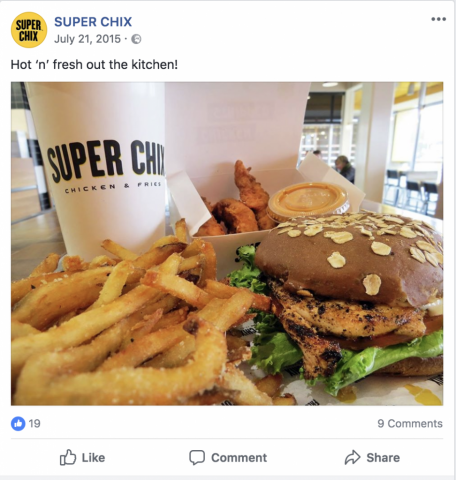 SUPER
CHIX
SUPER CHIX
July 21, 2015 ·
Hot ‘n’ fresh out the kitchen!
SUPER CHIX
CHICKEN & FRIES
19
9 Comments
Like
Comment
Share